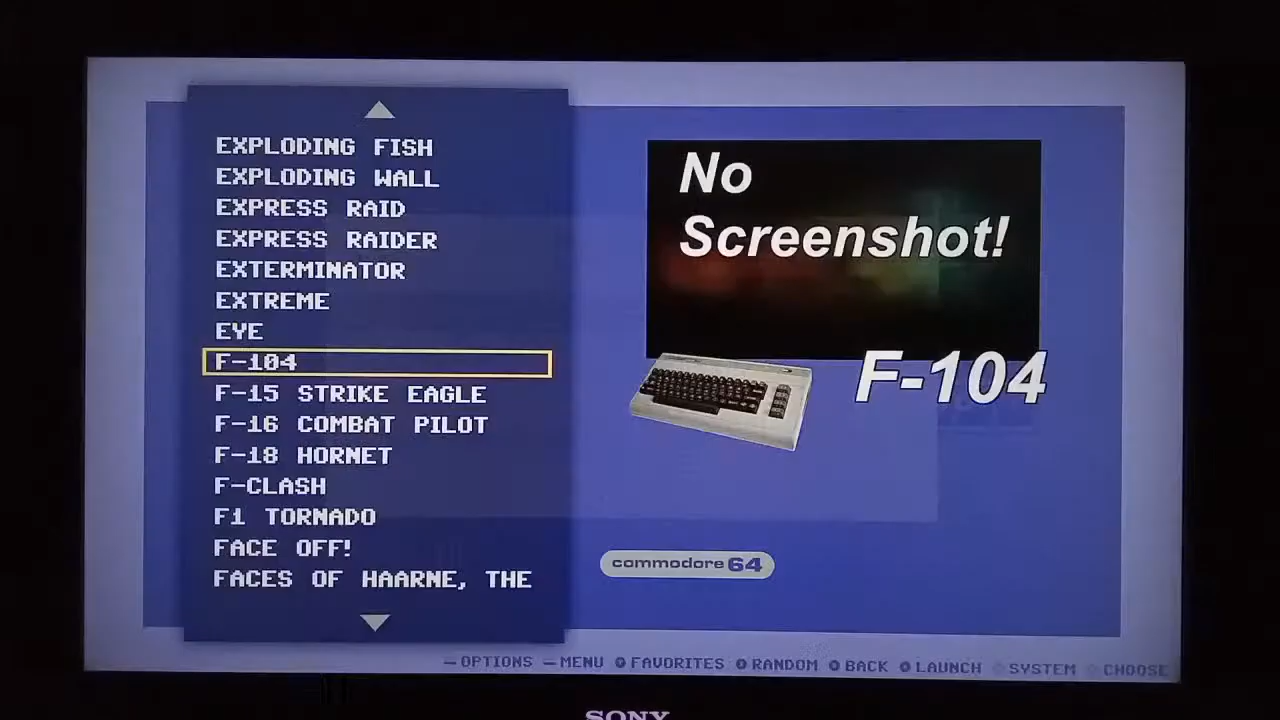 EXPLODING FISH
EXPLODING WALL
EXPRESS RAID
EXPRESS RAIDER
EXTERMINATOR
EXTREME
EYE
F-104
F-15 STRIKE EAGLE
F-16 COMBAT PILOT
F-18 HORNET
F-CLASH
F1 TORNADO
FACE OFF!
FACES OF HAARNE, THE
No
Screenshot!
F-104
commodore 64
OPTIONS MENU FAVORITES RANDOM BACK LAUNCH SYSTEM CHOOSE
SONY